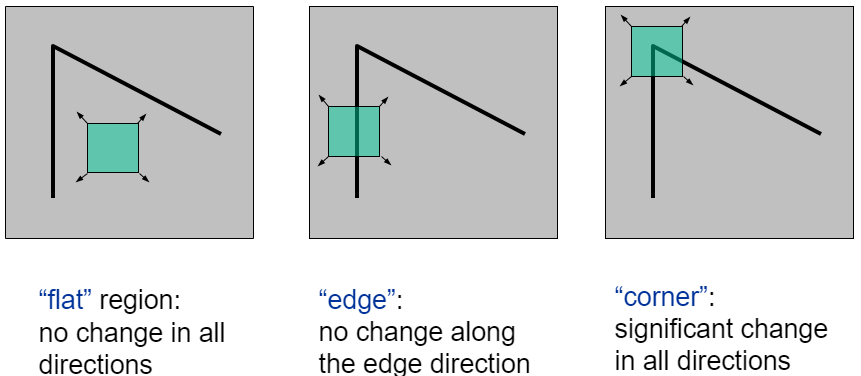 “flat” region:
no change in all
directions
“edge”:
no change along
the edge direction
“corner”:
significant change
in all directions